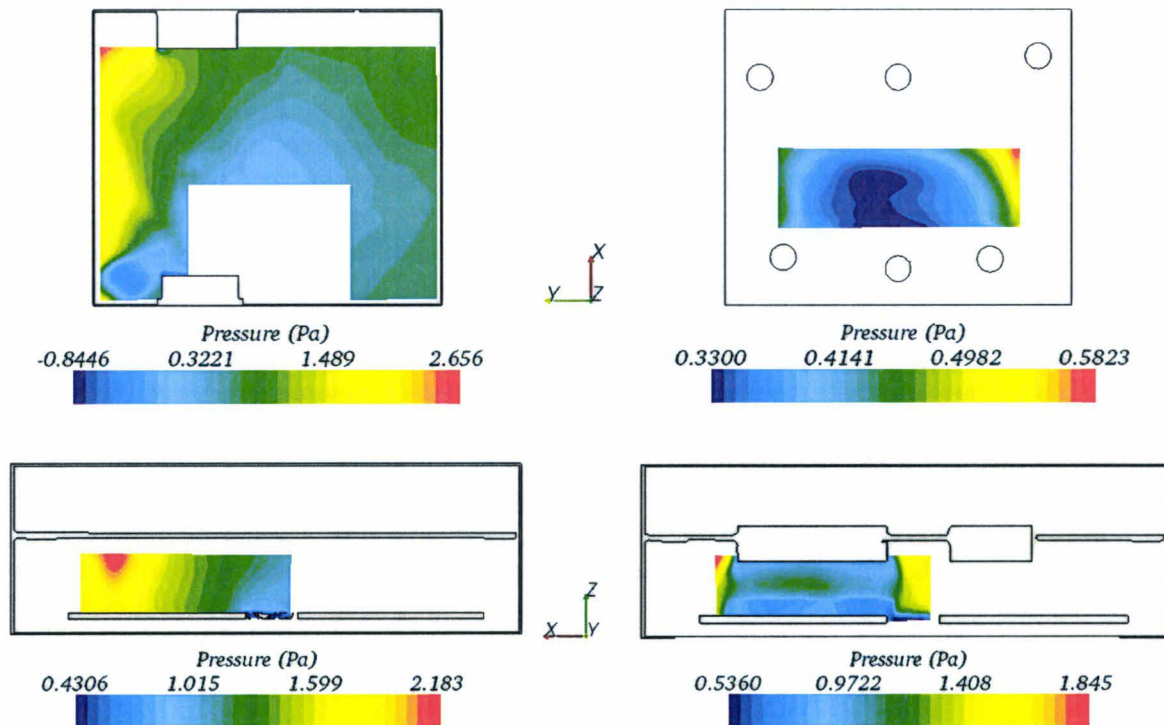 X
Y Z
Pressure (Pa)
-0.8446 0.3221 1.489 2.656
Pressure (Pa)
0.3300 0.4141 0.4982 0.5823
Z
X Y
Pressure (Pa)
0.4306 1.015 1.599 2.183
Pressure (Pa)
0.5360 0.9722 1.408 1.845